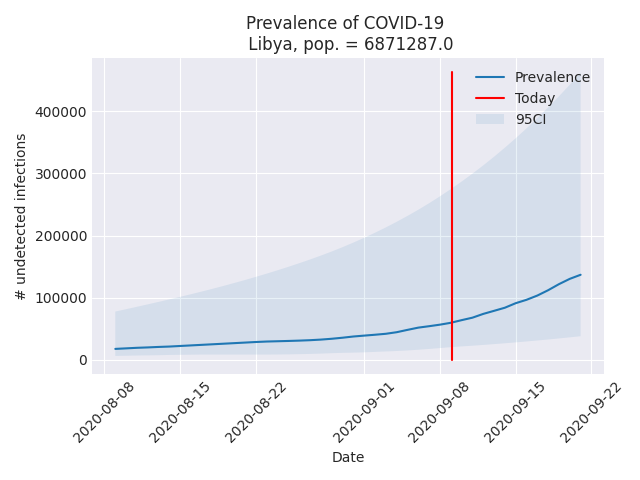 Prevalence of COVID-19
Libya, pop. = 6871287.0
Prevalence
Today
95CI
400000
300000
200000
100000
0
# undetected infections
2020-08-08
2020-08-15
2020-08-22
2020-09-01
2020-09-08
2020-09-15
2020-09-22
Date